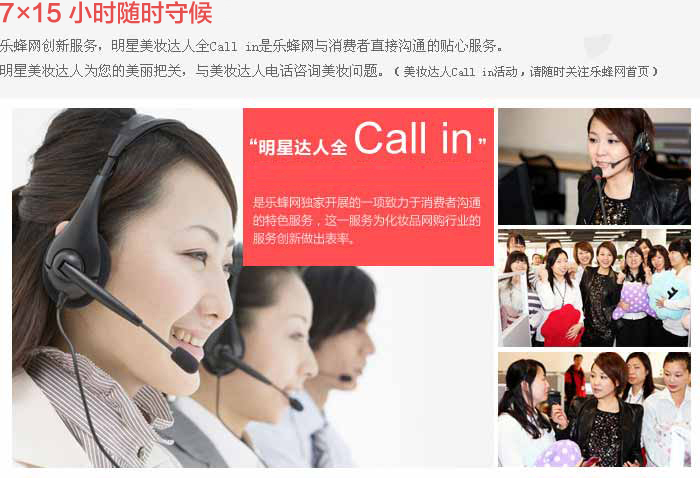 7×15 小时随时守候
乐蜂网创新服务，明星美妆达人全Call in是乐蜂网与消费者直接沟通的贴心服务。
明星美妆达人为您的美丽把关，与美妆达人电话咨询美妆问题。（美妆达人Call in活动，请随时关注乐蜂网首页）
“明星达人全 Call in”
是乐蜂网独家开展的一项致力于消费者沟通
的特色服务，这一服务为化妆品网购行业的
服务创新做出表率。